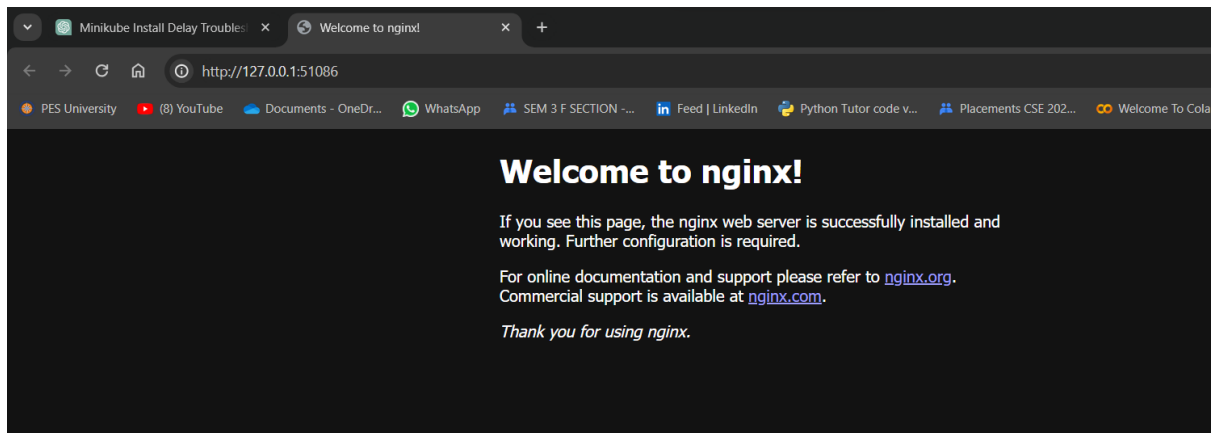 Minikube Install Delay Troubles
Welcome to nginx!
http://127.0.0.1:51086
PES University
(8) YouTube
Documents - OneDr...
WhatsApp
SEM 3 F SECTION -...
Feed | LinkedIn
Python Tutor code v...
Placements CSE 202...
Welcome To Cola
Welcome to nginx!
If you see this page, the nginx web server is successfully installed and
working. Further configuration is required.
For online documentation and support please refer to nginx.org.
Commercial support is available at nginx.com.
Thank you for using nginx.